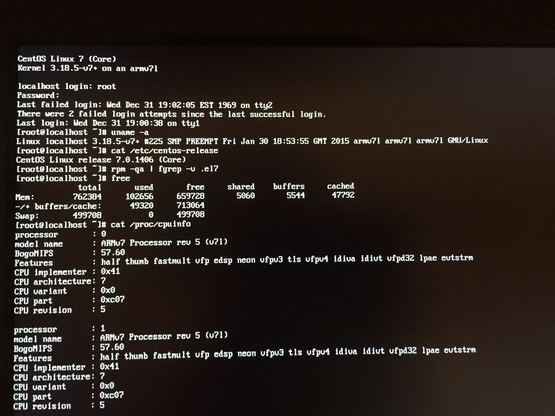 CentOS Linux 7 (Core)
Kernel 3.18.5-v7+ on an armv7l
localhost login: root
Password:
Last failed login: Wed Dec 31 19:02:05 EST 1969 on tty2
There were 2 failed login attempts since the last successful login.
Last login: Wed Dec 31 19:00:38 on tty1
[root@localhost ~]# uname -a
Linux localhost 3.18.5-v7+ #225 SMP PREEMPT Fri Jan 30 18:53:55 GMT 2015 armv7l armv7l armv7l GNU/Linux
[root@localhost ~]# cat /etc/centos-release
CentOS Linux release 7.0.1406 (Core)
[root@localhost ~]# rpm -qa | fgrep -v .el7
[root@localhost ~]# free
total used free shared buffers cached
Mem: 762384 102656 659728 5060 5544 47792
-/+ buffers/cache: 49320 713064
Swap: 499708 0 499708
[root@localhost ~]# cat /proc/cpuinfo
processor : 0
model name : ARMv7 Processor rev 5 (v7l)
BogoMIPS : 57.60
Features : half thumb fastmult vfp edsp neon vfpv3 tls vfpv4 idiva idivt vfpd32 lpae evtstrm
CPU implementer : 0x41
CPU architecture: 7
CPU variant : 0x0
CPU part : 0xc07
CPU revision : 5
processor : 1
model name : ARMv7 Processor rev 5 (v7l)
BogoMIPS : 57.60
Features : half thumb fastmult vfp edsp neon vfpv3 tls vfpv4 idiva idivt vfpd32 lpae evtstrm
CPU implementer : 0x41
CPU architecture: 7
CPU variant : 0x0
CPU part : 0xc07
CPU revision : 5